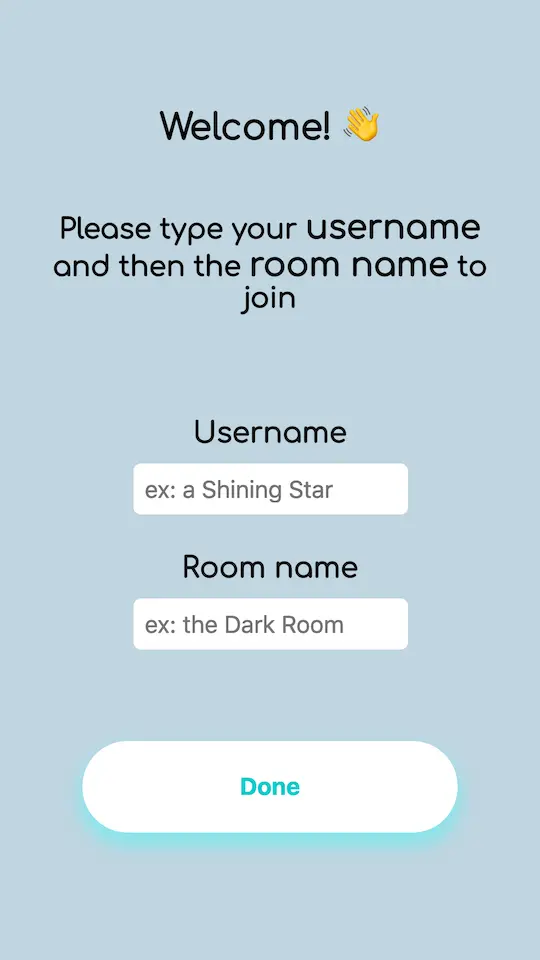 Welcome! 👋
Please type your username
and then the room name to
join
Username
ex: a Shining Star
Room name
ex: the Dark Room
Done